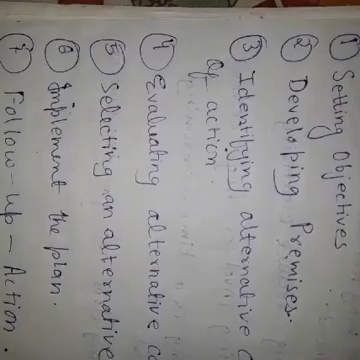 ① Setting Objectives
② Developing Premises.
③ Identifying alternative C
of action.
④ Evaluating alternative co
⑤ Selecting an alternative
⑥ implement the plan.
⑦ Follow-Up-Action.